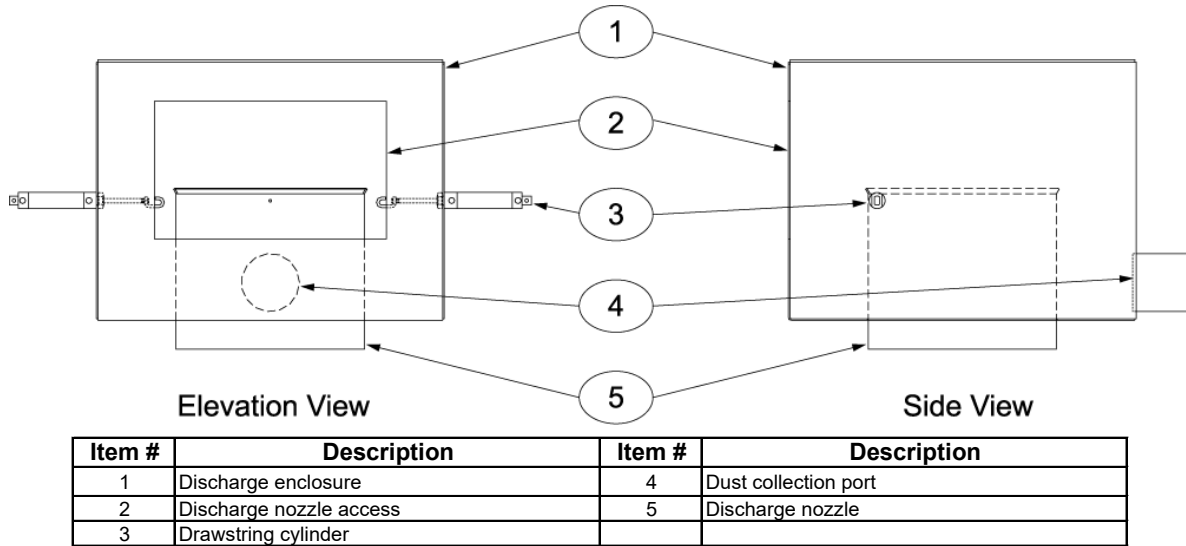 1
2
3
4
5
Elevation View
Side View
Item # Description Item # Description
1 Discharge enclosure 4 Dust collection port
2 Discharge nozzle access 5 Discharge nozzle
3 Drawstring cylinder